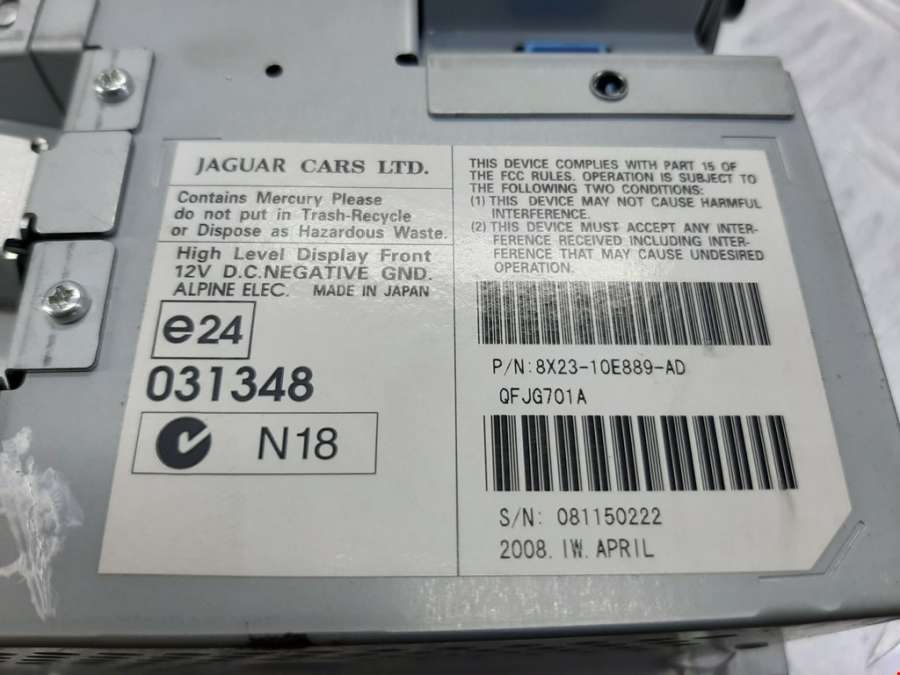 JAGUAR CARS LTD.
Contains Mercury Please
do not put in Trash-Recycle
or Dispose as Hazardous Waste.
High Level Display Front
12V D.C.NEGATIVE GND.
ALPINE ELEC. MADE IN JAPAN
e24
031348
N18
THIS DEVICE COMPLIES WITH PART 15 OF
THE FCC RULES. OPERATION IS SUBJECT TO
THE FOLLOWING TWO CONDITIONS:
(1) THIS DEVICE MAY NOT CAUSE HARMFUL
INTERFERENCE.
(2) THIS DEVICE MUST ACCEPT ANY INTER-
FERENCE RECEIVED INCLUDING INTER-
FERENCE THAT MAY CAUSE UNDESIRED
OPERATION.
P/N:8X23-10E889-AD
QFJG701A
S/N: 081150222
2008. IW. APRIL